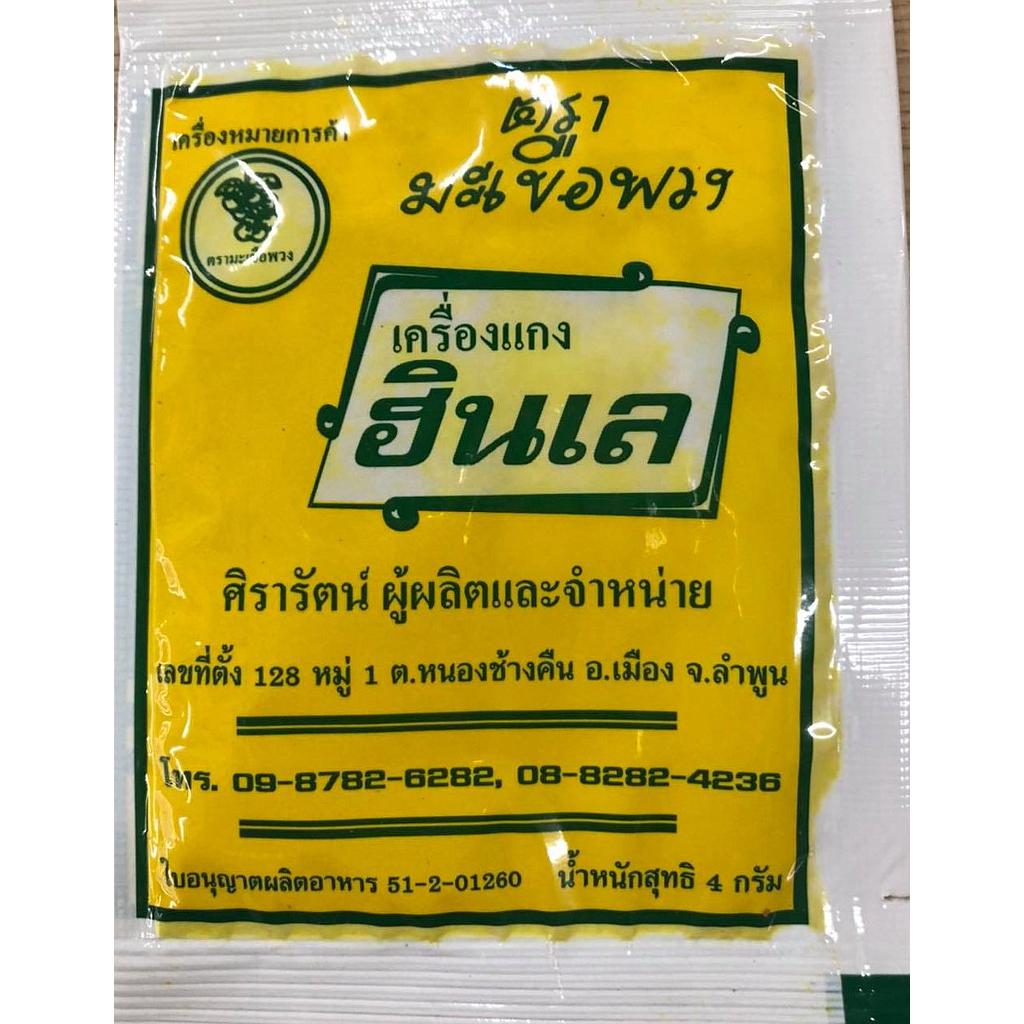 เครื่องหมายการค้า
ตรามะเขือพวง
ตรา
มะเขือพวง
เครื่องแกง
ฮินเล
ศิรารัตน์ ผู้ผลิตและจำหน่าย
เลขที่ตั้ง 128 หมู่ 1 ต.หนองช้างคืน อ.เมือง จ.ลำพูน
โทร. 09-8782-6282, 08-8282-4236
ใบอนุญาตผลิตอาหาร 51-2-01260 น้ำหนักสุทธิ 4 กรัม